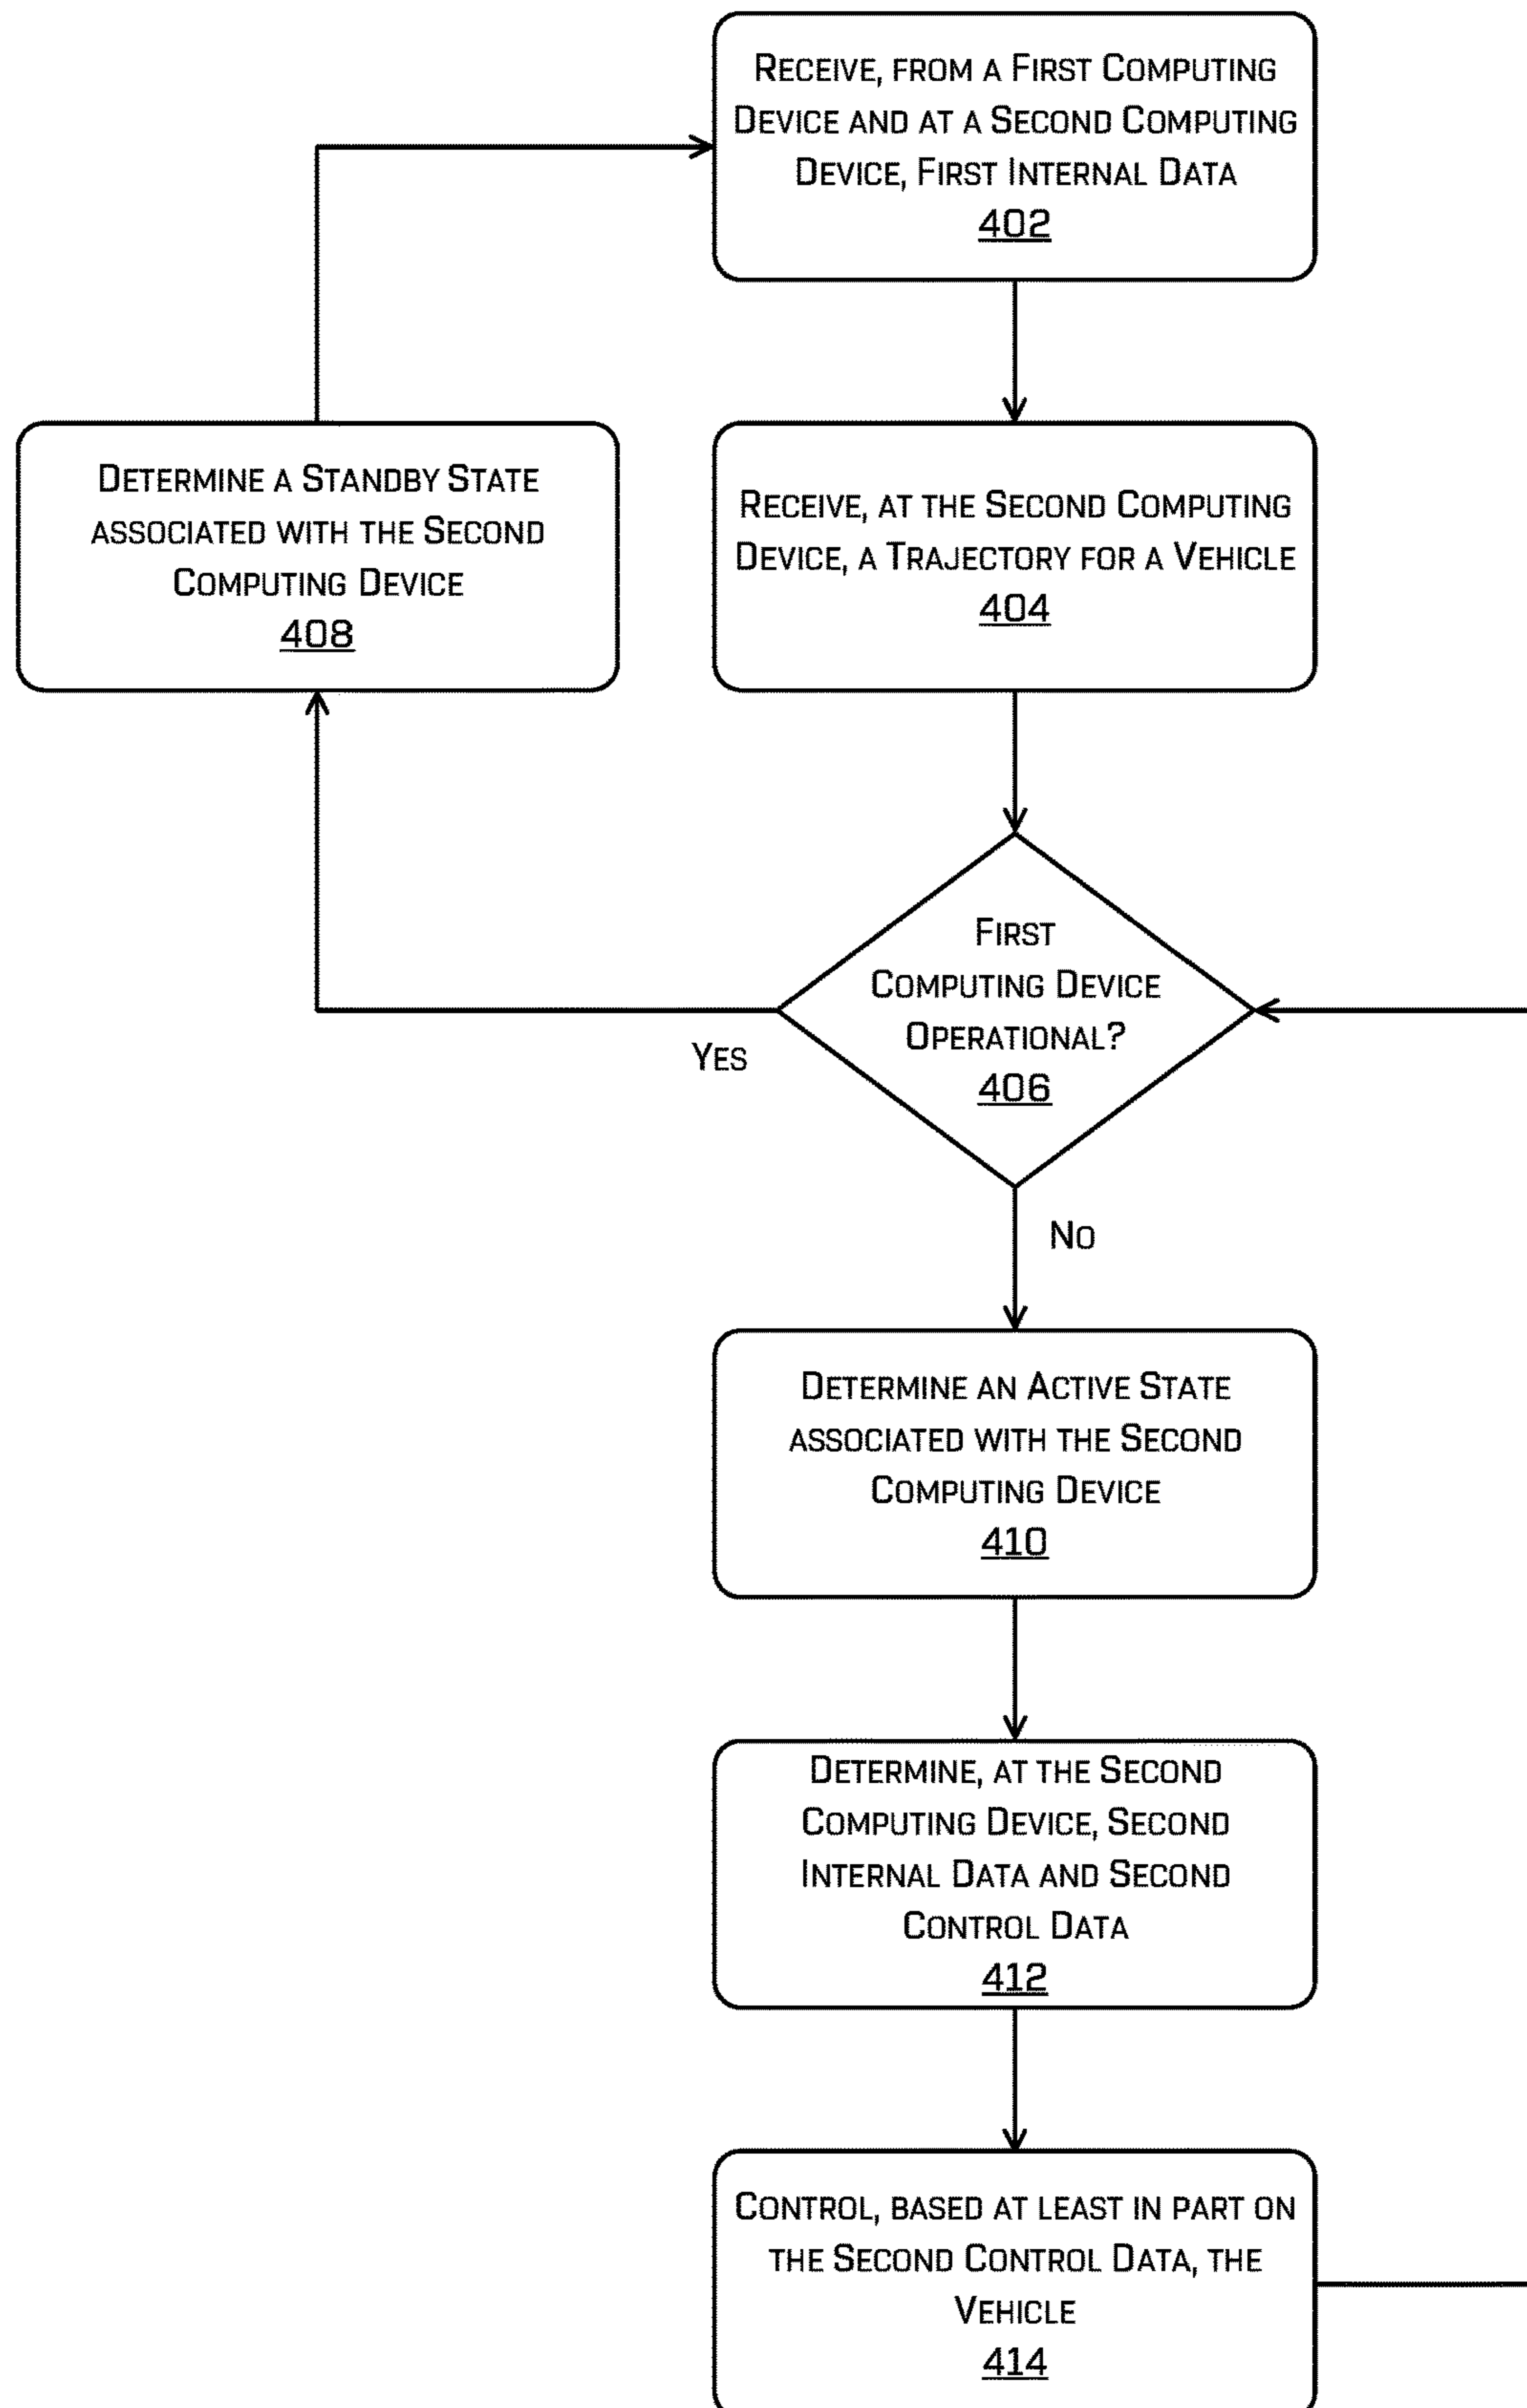 Receive, from a First Computing
Device and at a Second Computing
Device, First Internal Data
402
Determine a Standby State
associated with the Second
Computing Device
408
Receive, at the Second Computing
Device, a Trajectory for a Vehicle
404
First
Computing Device
Operational?
406
Yes
No
Determine an Active State
associated with the Second
Computing Device
410
Determine, at the Second
Computing Device, Second
Internal Data and Second
Control Data
412
Control, based at least in part on
the Second Control Data, the
Vehicle
414